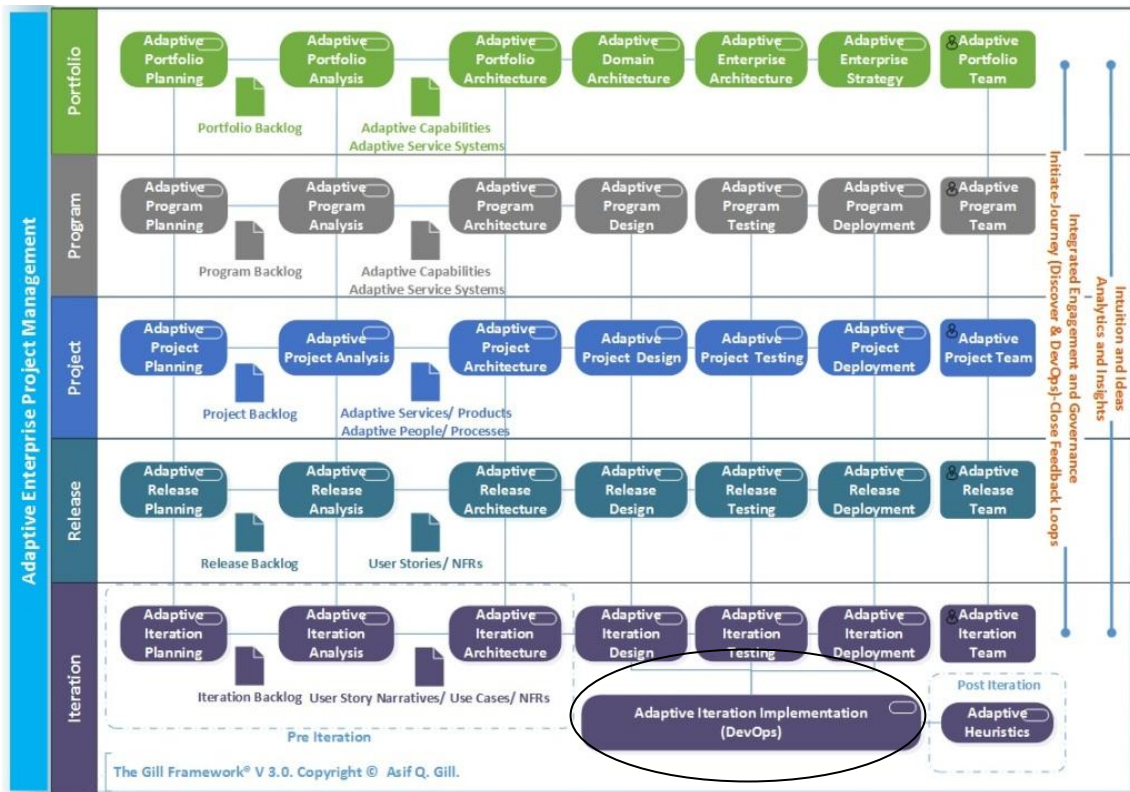 Adaptive Enterprise Project Management
Portfolio
Adaptive
Portfolio
Planning
Adaptive
Portfolio
Analysis
Adaptive
Portfolio
Architecture
Adaptive
Domain
Architecture
Adaptive
Enterprise
Architecture
Adaptive
Enterprise
Strategy
Adaptive
Portfolio
Team
Portfolio Backlog
Adaptive Capabilities
Adaptive Service Systems
Program
Adaptive
Program
Planning
Adaptive
Program
Analysis
Adaptive
Program
Architecture
Adaptive
Program
Design
Adaptive
Program
Testing
Adaptive
Program
Deployment
Adaptive
Program
Team
Program Backlog
Adaptive Capabilities
Adaptive Service Systems
Project
Adaptive
Project
Planning
Adaptive
Project Analysis
Adaptive
Project
Architecture
Adaptive
Project Design
Adaptive
Project Testing
Adaptive
Project
Deployment
Adaptive
Project Team
Project Backlog
Adaptive Services/ Products
Adaptive People/ Processes
Release
Adaptive
Release
Planning
Adaptive
Release
Analysis
Adaptive
Release
Architecture
Adaptive
Release
Design
Adaptive
Release
Testing
Adaptive
Release
Deployment
Adaptive
Release
Team
Release Backlog
User Stories/ NFRs
Iteration
Adaptive
Iteration
Planning
Adaptive
Iteration
Analysis
Adaptive
Iteration
Architecture
Adaptive
Iteration
Design
Adaptive
Iteration
Testing
Adaptive
Iteration
Deployment
Adaptive
Iteration
Team
Iteration Backlog
User Story Narratives/ Use Cases/ NFRs
Pre Iteration
Adaptive Iteration Implementation
(DevOps)
Post Iteration
Adaptive
Heuristics
The Gill Framework® V 3.0. Copyright © Asif Q. Gill.
Intuition and Ideas
Analytics and Insights
Integrated Engagement and Governance
Initiate-Journey (Discover & DevOps)-Close Feedback Loops